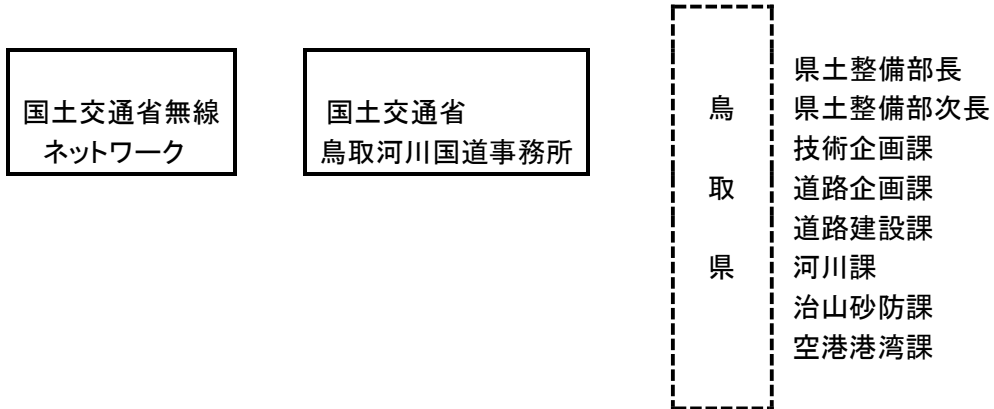 国土交通省無線
ネットワーク
国土交通省
鳥取河川国道事務所
鳥
取
県
県土整備部長
県土整備部次長
技術企画課
道路企画課
道路建設課
河川課
治山砂防課
空港港湾課